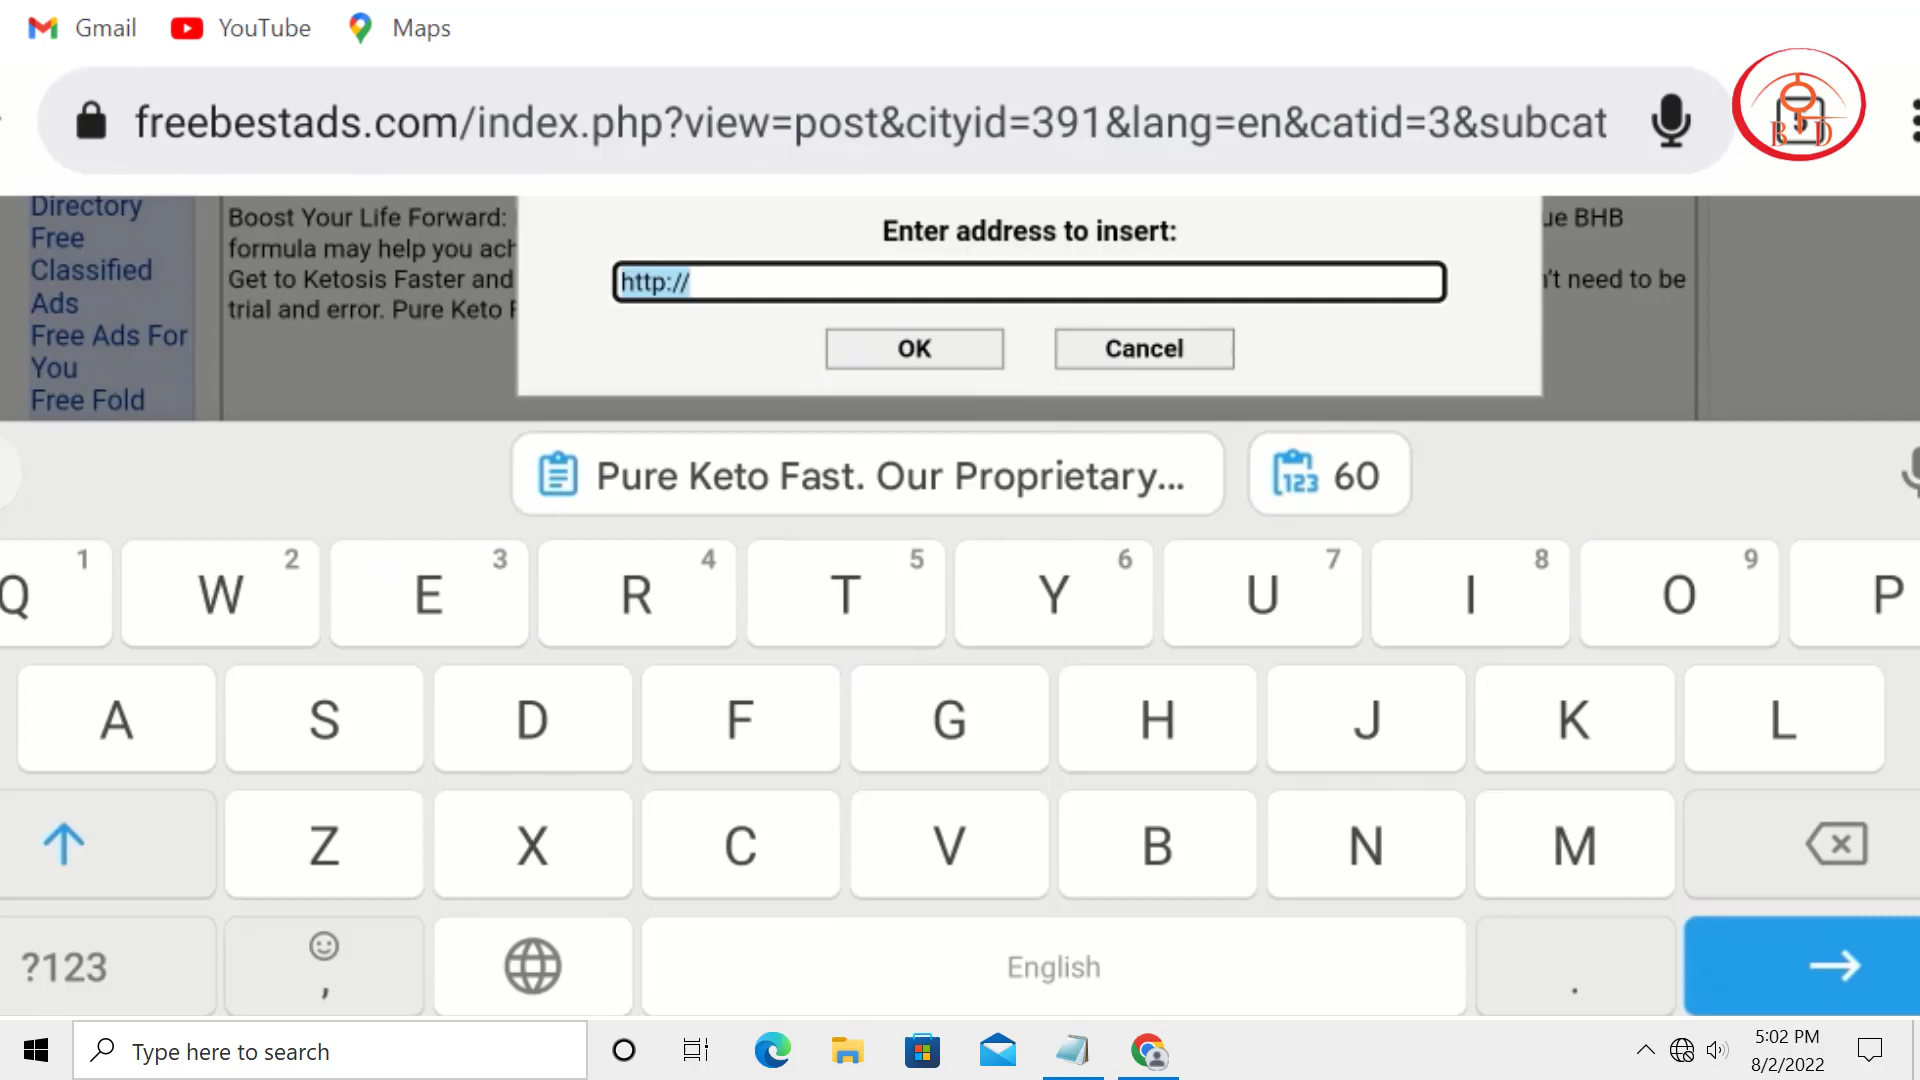 Gmail YouTube Maps
freebestads.com/index.php?view=post&cityid=391&lang=en&catid=3&subcat
B D
Directory
Free
Classified
Ads
Free Ads For
You
Free Fold
Boost Your Life Forward:
formula may help you ach
Get to Ketosis Faster and
trial and error. Pure Keto F
ue BHB
't need to be
Enter address to insert:
http://
OK Cancel
Pure Keto Fast. Our Proprietary... 123 60
1 2 3 4 5 6 7 8 9
Q W E R T Y U I O P
A S D F G H J K L
Z X C V B N M
?123 , English .
Type here to search
5:02 PM
8/2/2022